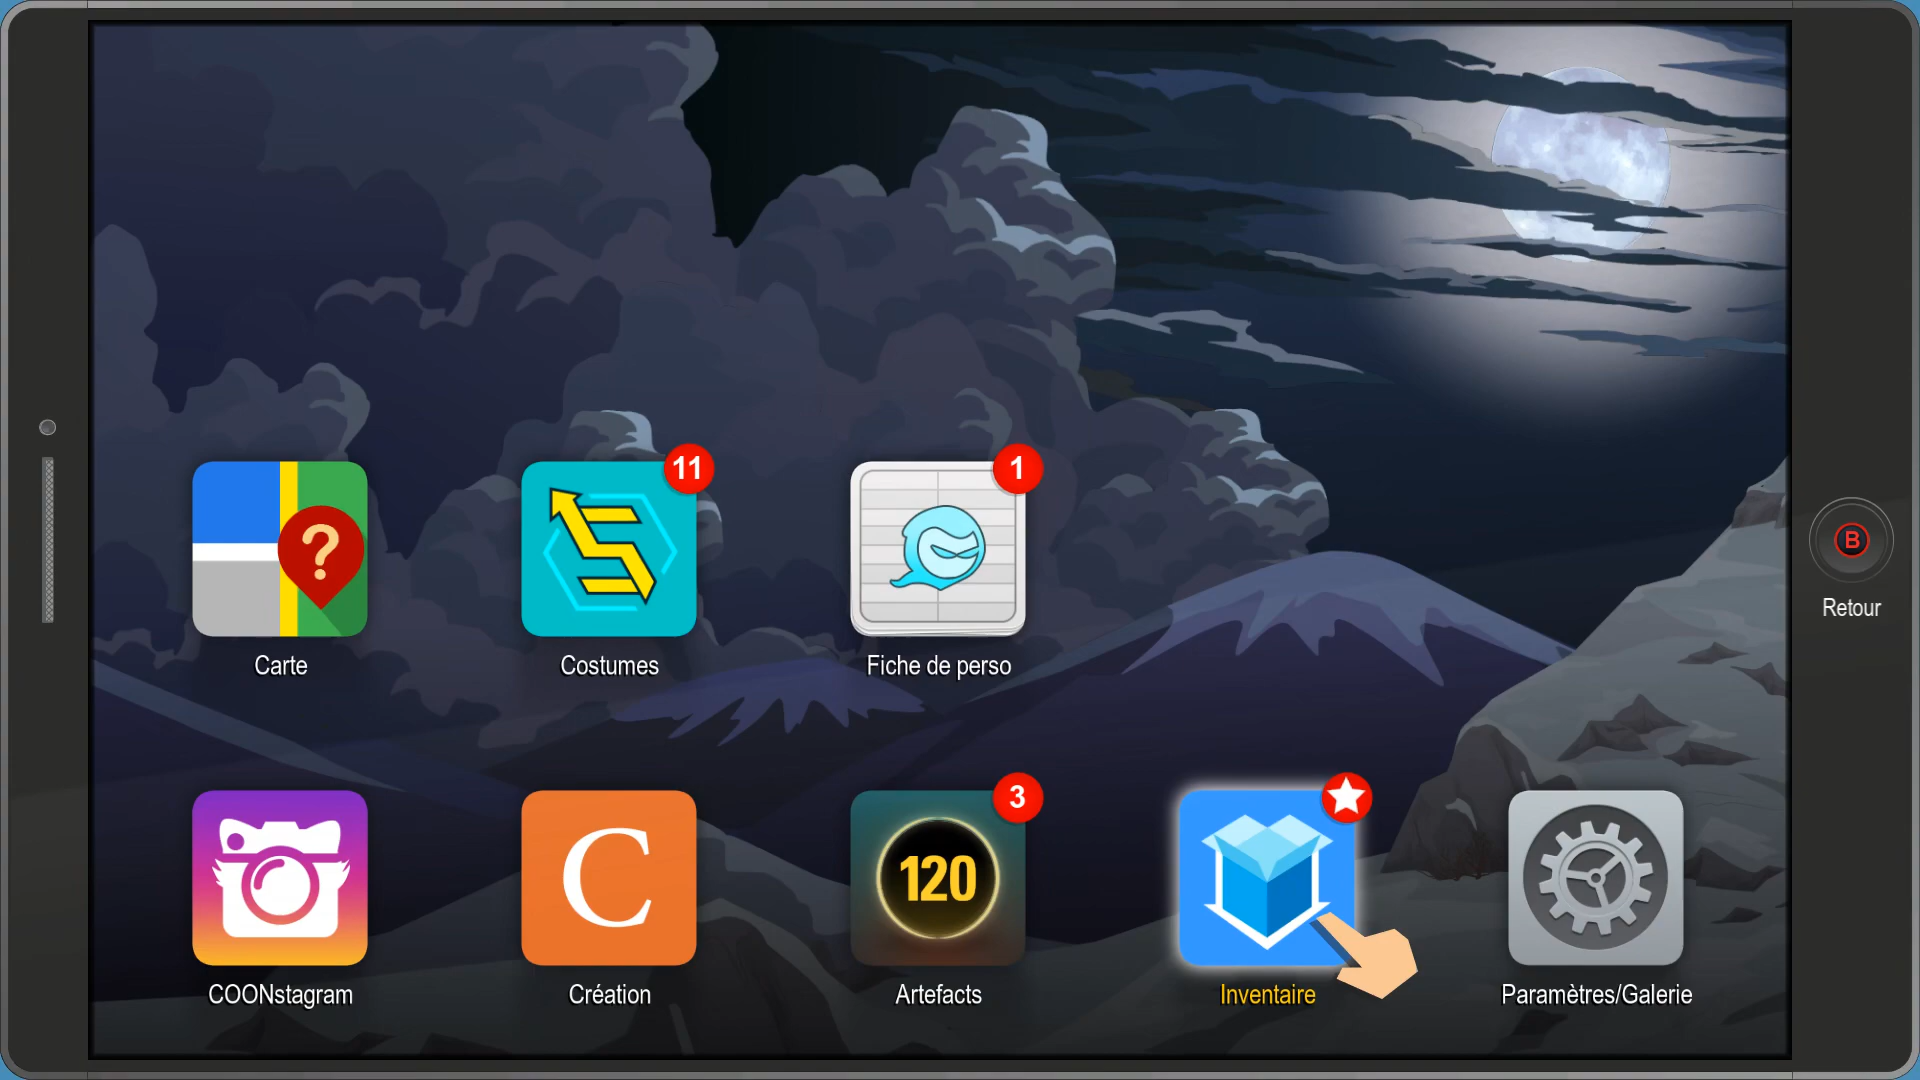 11
1
?
Carte
Costumes
Fiche de perso
B
Retour
3
C
120
COONstagram
Création
Artefacts
Inventaire
Paramètres/Galerie